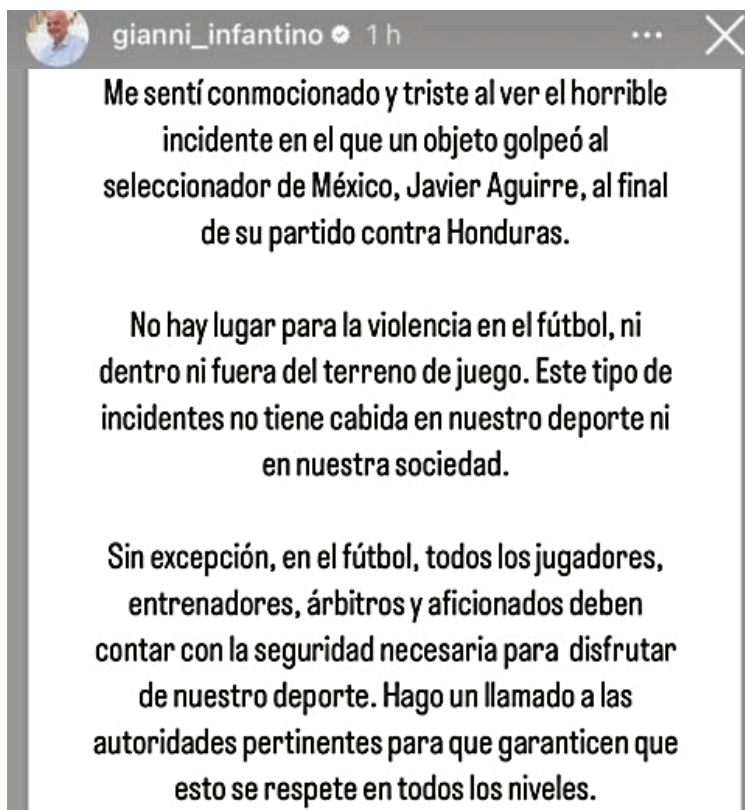 gianni_infantino 1 h
Me sentí conmocionado y triste al ver el horrible
incidente en el que un objeto golpeó al
seleccionador de México, Javier Aguirre, al final
de su partido contra Honduras.
No hay lugar para la violencia en el fútbol, ni
dentro ni fuera del terreno de juego. Este tipo de
incidentes no tiene cabida en nuestro deporte ni
en nuestra sociedad.
Sin excepción, en el fútbol, todos los jugadores,
entrenadores, árbitros y aficionados deben
contar con la seguridad necesaria para disfrutar
de nuestro deporte. Hago un llamado a las
autoridades pertinentes para que garanticen que
esto se respete en todos los niveles.